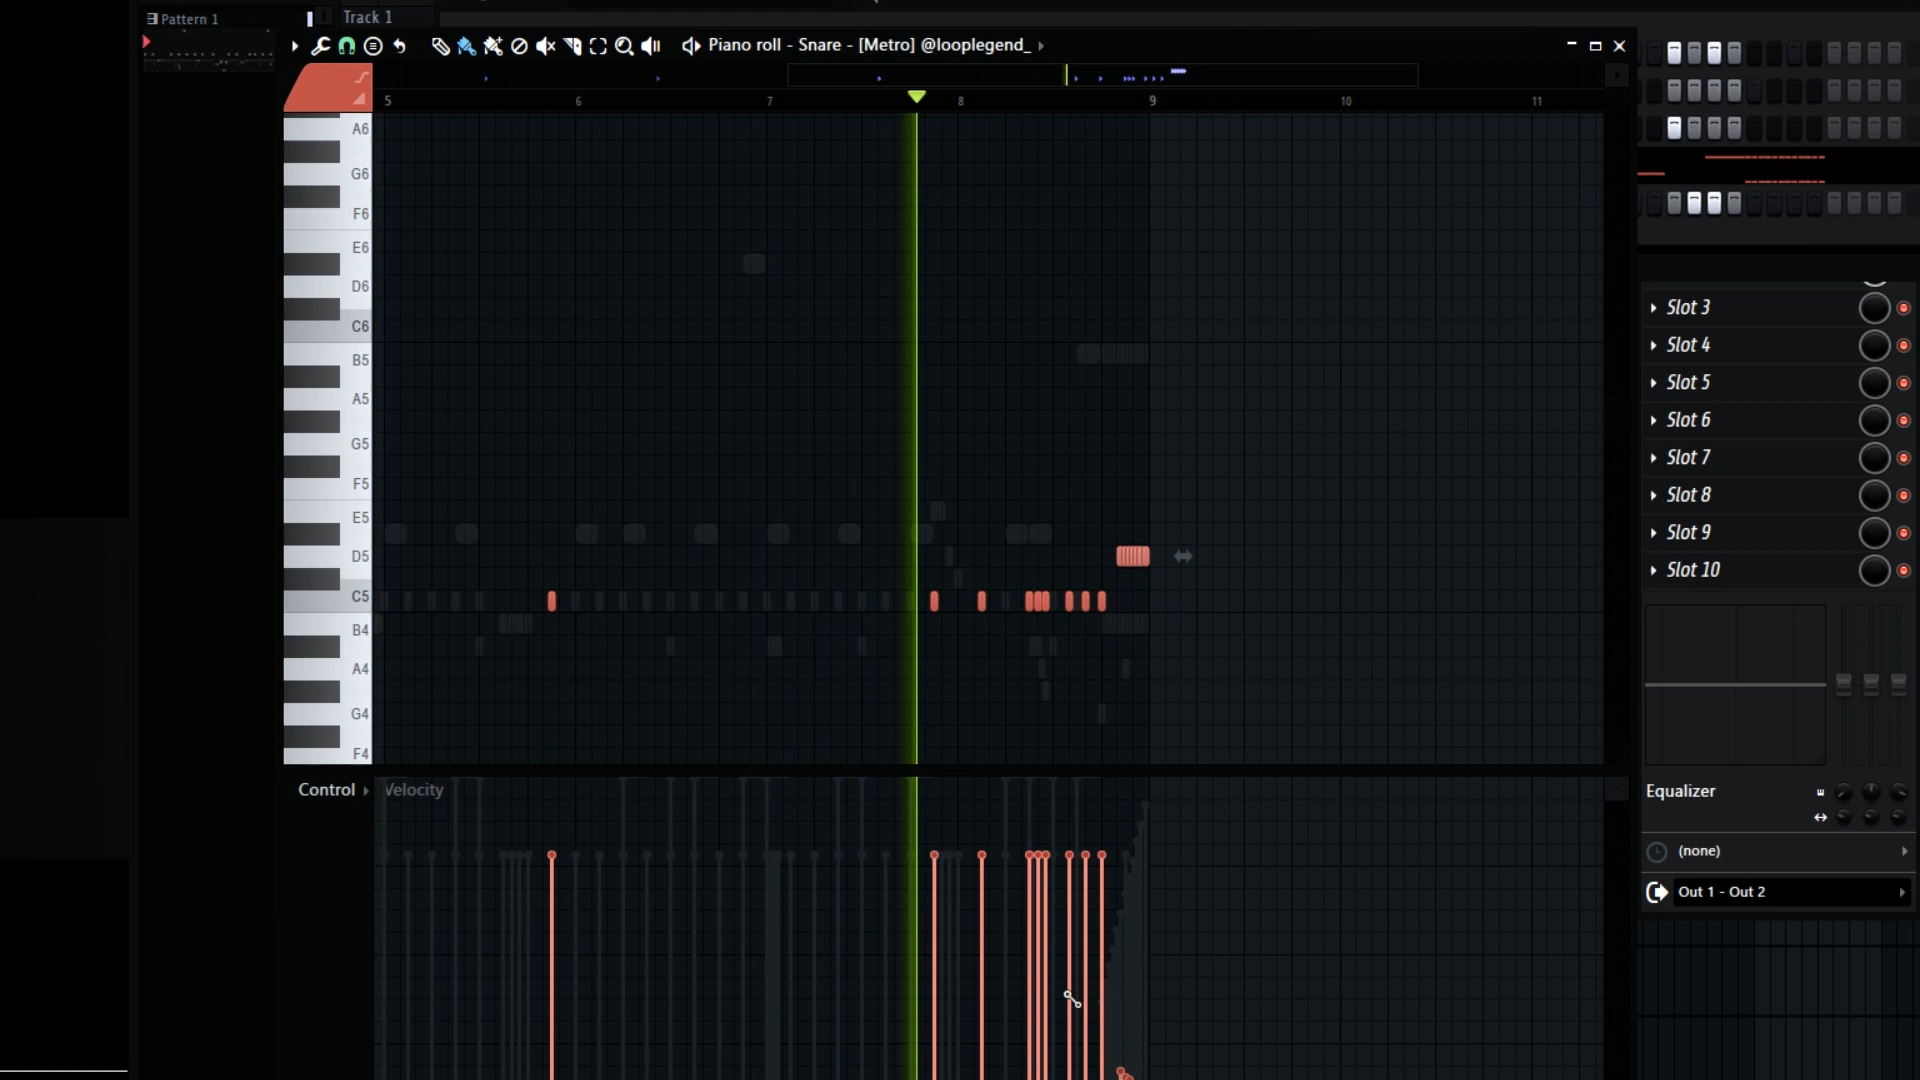 Pattern 1
Track 1
Piano roll - Snare - [Metro] @looplegend_
5 6 7 8 9 10 11
A6
G6
F6
E6
D6
C6
B5
A5
G5
F5
E5
D5
C5
B4
A4
G4
F4
Control
Velocity
Slot 3
Slot 4
Slot 5
Slot 6
Slot 7
Slot 8
Slot 9
Slot 10
Equalizer
(none)
Out 1 - Out 2